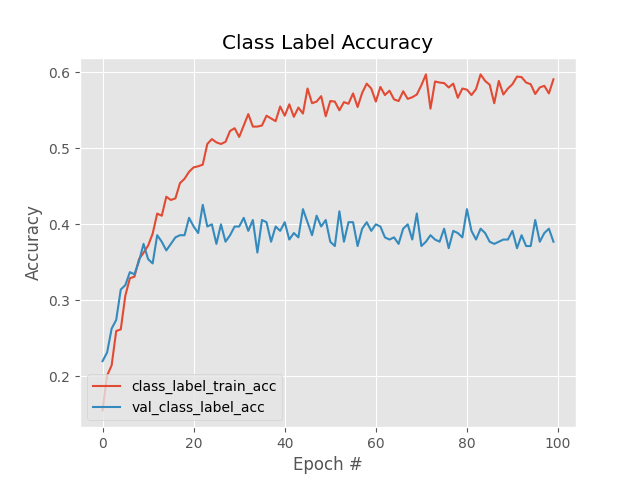 Class Label Accuracy
0.6
0.5
0.4
0.3
0.2
Accuracy
class_label_train_acc
val_class_label_acc
0 20 40 60 80 100
Epoch #